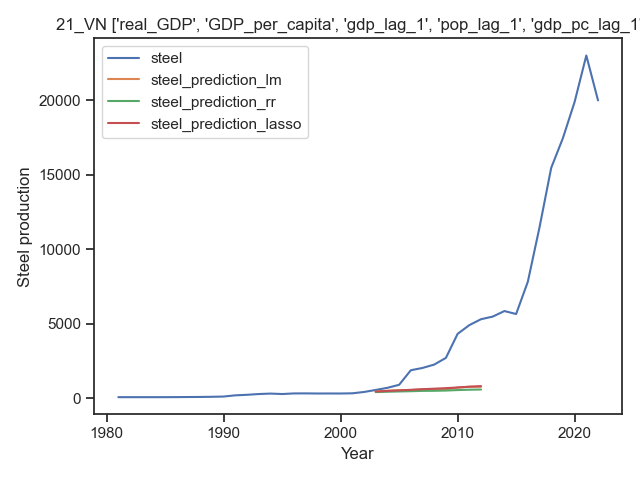 21_VN ['real_GDP', 'GDP_per_capita', 'gdp_lag_1', 'pop_lag_1', 'gdp_pc_lag_1'
steel
steel_prediction_lm
steel_prediction_rr
steel_prediction_lasso
Steel production
20000
15000
10000
5000
0
1980 1990 2000 2010 2020
Year